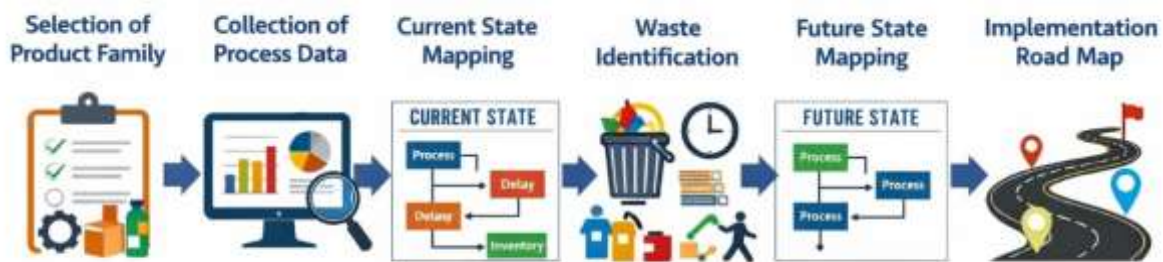 Selection of
Product Family
Collection of
Process Data
Current State
Mapping
Waste
Identification
Future State
Mapping
Implementation
Road Map
CURRENT STATE
Process
Delay
Delasy
Inventory
FUTURE STATE
Process
Process
Process